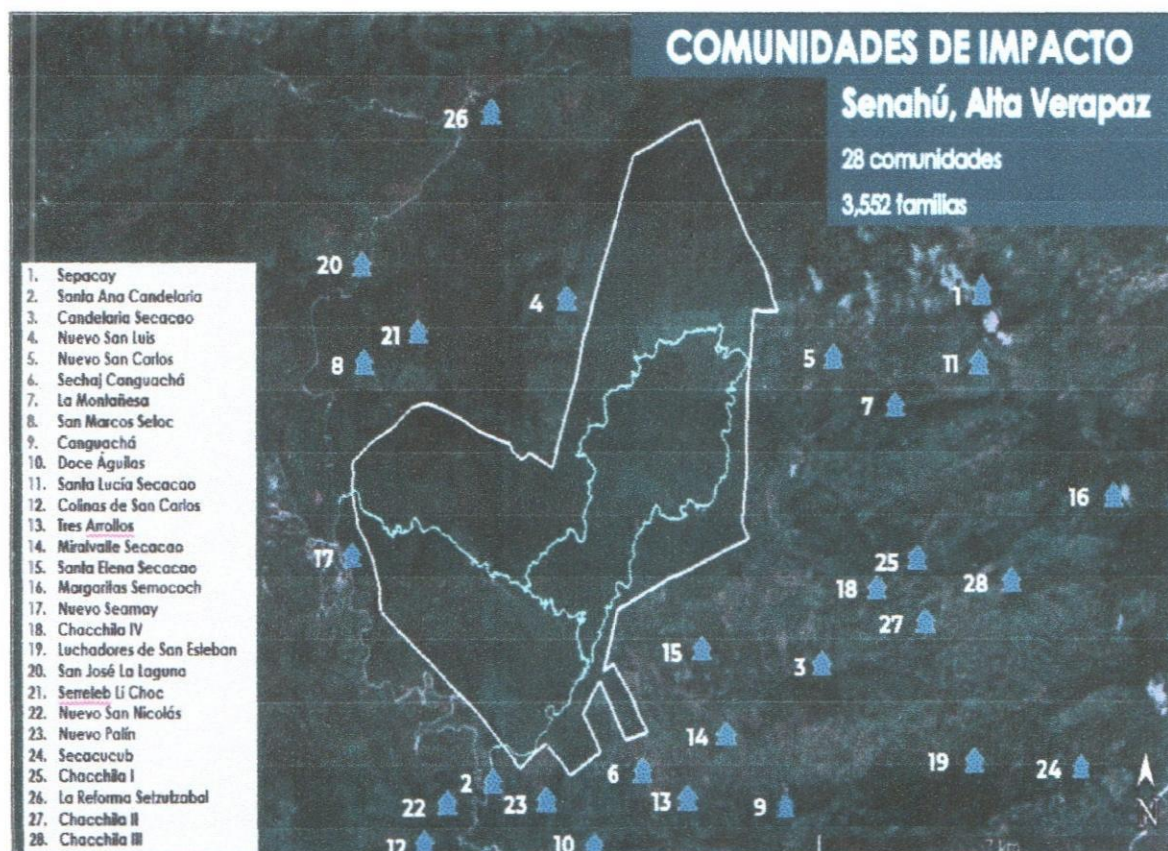 COMUNIDADES DE IMPACTO
Senahú, Alta Verapaz
28 comunidades
3,552 familias
1. Sepacay
2. Santa Ana Candelaria
3. Candelaria Secacao
4. Nuevo San Luis
5. Nuevo San Carlos
6. Sechaj Canguachá
7. La Montañesa
8. San Marcos Seloc
9. Canguachá
10. Doce Águilas
11. Santa Lucía Secacao
12. Colinas de San Carlos
13. Tres Arrollos
14. Miralvalle Secacao
15. Santa Elena Secacao
16. Margaritas Semococh
17. Nuevo Seamay
18. Chacchila IV
19. Luchadores de San Esteban
20. San José La Laguna
21. Serreleb Li Choc
22. Nuevo San Nicolás
23. Nuevo Palín
24. Secacucub
25. Chacchila I
26. La Reforma Setzutzabal
27. Chacchila II
28. Chacchila III
26
20
4
1
21
8
5
11
7
16
17
25
18
28
27
15
3
14
2
6
19
24
22
23
13
9
12
10
N
7 km